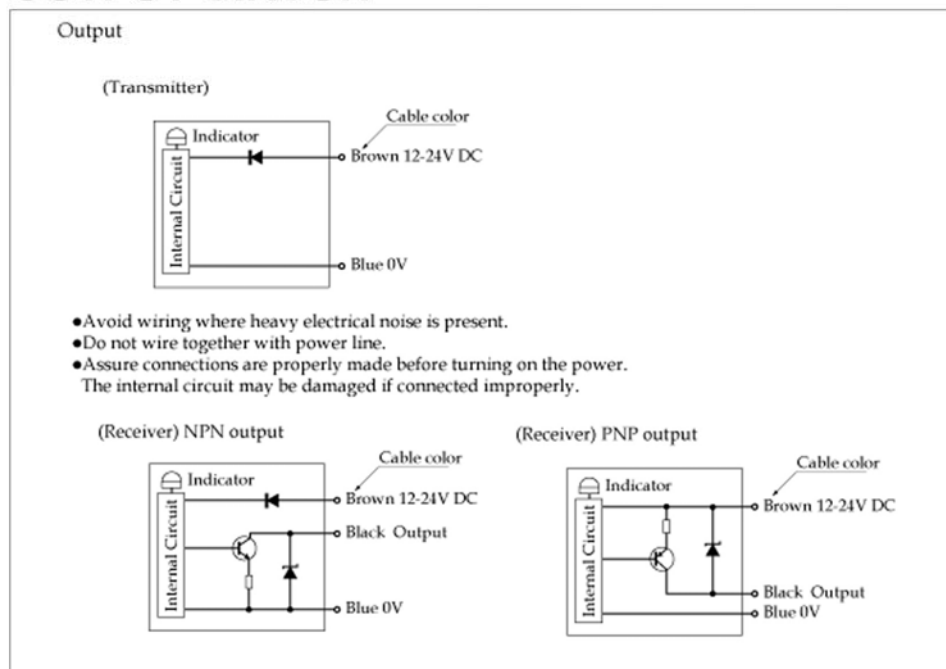 Output
(Transmitter)
Cable color
Indicator
Brown 12-24V DC
Internal Circuit
Blue 0V
●Avoid wiring where heavy electrical noise is present.
●Do not wire together with power line.
●Assure connections are properly made before turning on the power.
The internal circuit may be damaged if connected improperly.
(Receiver) NPN output
Cable color
Indicator
Brown 12-24V DC
Internal Circuit
Black Output
Blue 0V
(Receiver) PNP output
Cable color
Indicator
Brown 12-24V DC
Internal Circuit
Black Output
Blue 0V